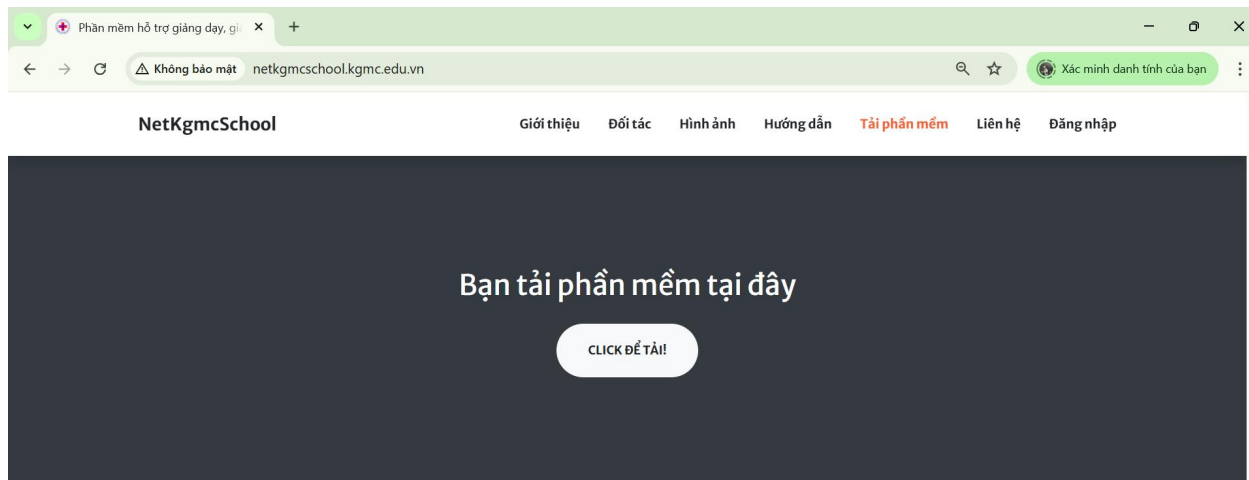 Phần mềm hỗ trợ giảng dạy, gi
Không bảo mật netkgmcschool.kgmc.edu.vn Xác minh danh tính của bạn
NetKgmcSchool Giới thiệu Đối tác Hình ảnh Hướng dẫn Tải phần mềm Liên hệ Đăng nhập
Bạn tải phần mềm tại đây
CLICK ĐỂ TẢI!